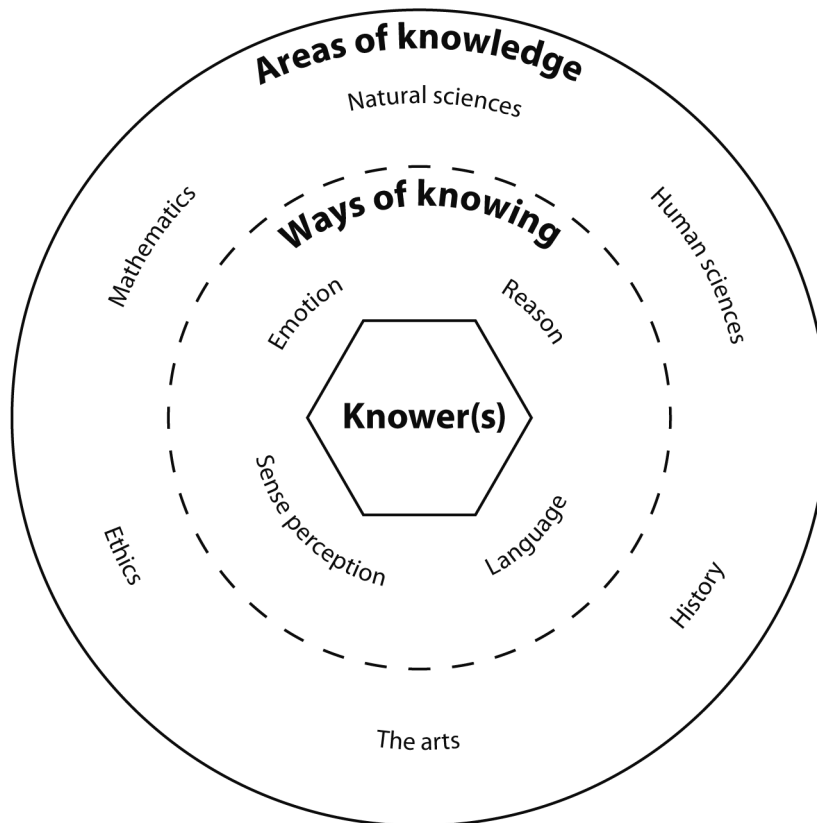 Areas of knowledge
Natural sciences
Mathematics
Human sciences
Ways of knowing
Emotion
Reason
Knower(s)
Sense perception
Language
Ethics
History
The arts